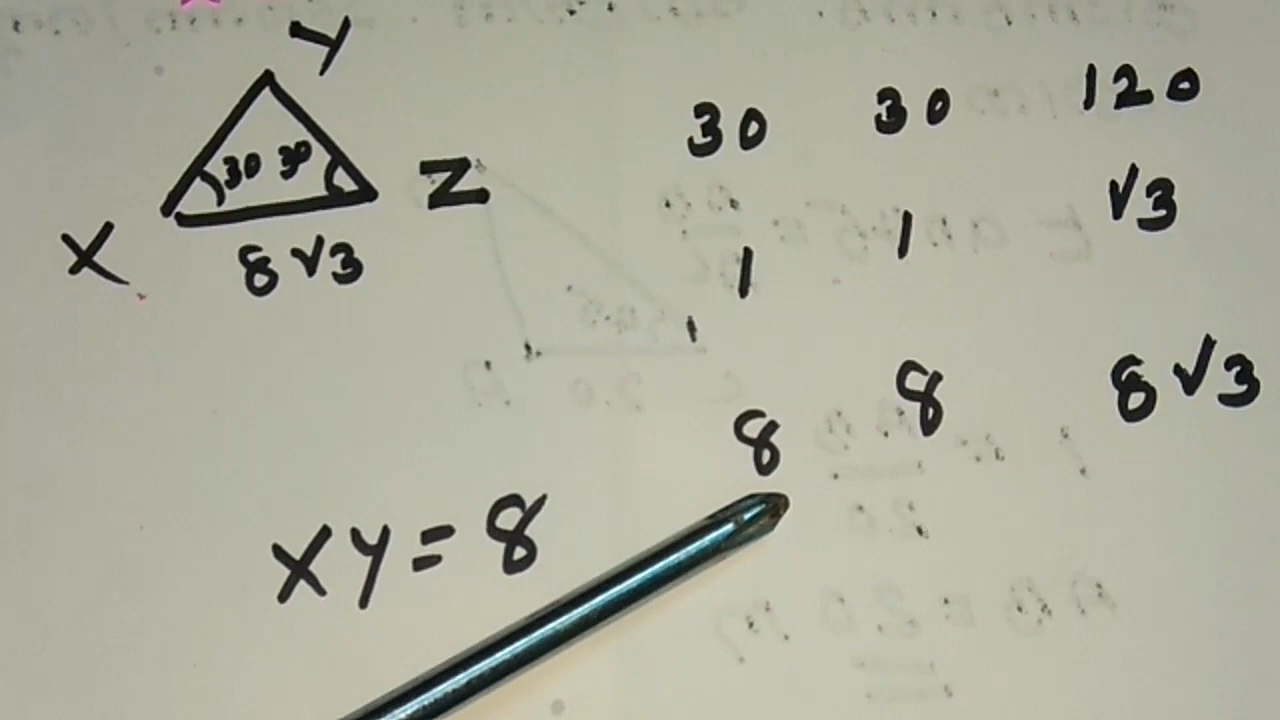 Y
30 30 120
30 30 Z
1 1 √3
X 8√3
8 8 8√3
XY = 8